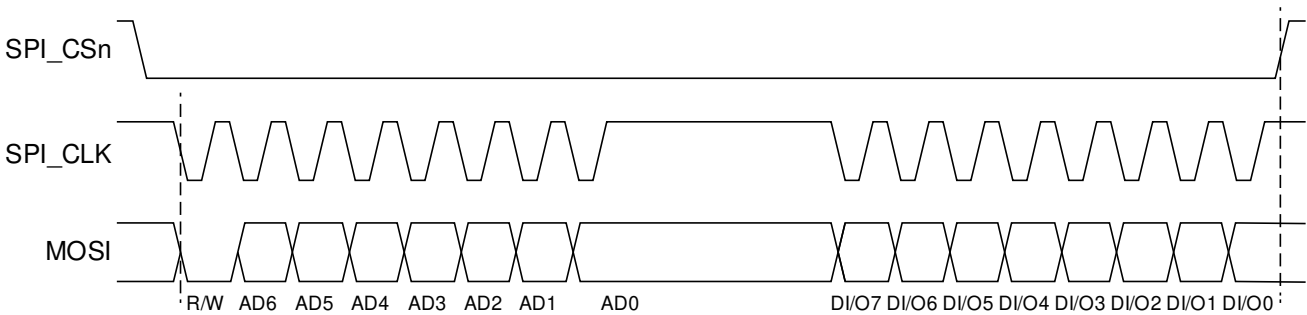 SPI_CSn
SPI_CLK
MOSI
R/W AD6 AD5 AD4 AD3 AD2 AD1 AD0 DI/O7 DI/O6 DI/O5 DI/O4 DI/O3 DI/O2 DI/O1 DI/O0